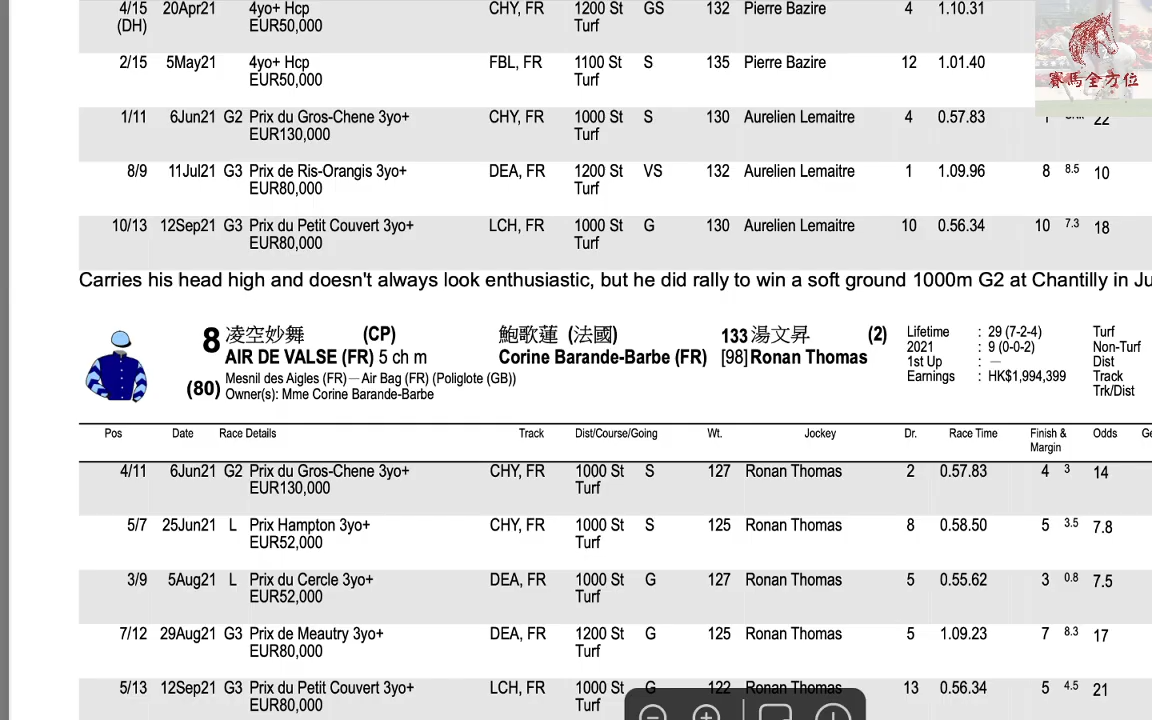 4/15 20Apr21 4yo+ Hcp CHY, FR 1200 St GS 132 Pierre Bazire 4 1.10.31
(DH) EUR50,000 Turf
2/15 5May21 4yo+ Hcp FBL, FR 1100 St S 135 Pierre Bazire 12 1.01.40
EUR50,000 Turf
賽馬全方位
1/11 6Jun21 G2 Prix du Gros-Chene 3yo+ CHY, FR 1000 St S 130 Aurelien Lemaitre 4 0.57.83 1 22
EUR130,000 Turf
8/9 11Jul21 G3 Prix de Ris-Orangis 3yo+ DEA, FR 1200 St VS 132 Aurelien Lemaitre 1 1.09.96 8 8.5 10
EUR80,000 Turf
10/13 12Sep21 G3 Prix du Petit Couvert 3yo+ LCH, FR 1000 St G 130 Aurelien Lemaitre 10 0.56.34 10 7.3 18
EUR80,000 Turf
Carries his head high and doesn't always look enthusiastic, but he did rally to win a soft ground 1000m G2 at Chantilly in Ju
8 凌空妙舞 (CP) 鮑歌蓮 (法國) 133 湯文昇 (2) Lifetime : 29 (7-2-4) Turf
AIR DE VALSE (FR) 5 ch m Corine Barande-Barbe (FR) [98] Ronan Thomas 2021 : 9 (0-0-2) Non-Turf
1st Up : — Dist
(80) Mesnil des Aigles (FR)—Air Bag (FR) (Poliglote (GB)) Earnings : HK$1,994,399 Track
Owner(s): Mme Corine Barande-Barbe Trk/Dist
Pos Date Race Details Track Dist/Course/Going Wt. Jockey Dr. Race Time Finish & Odds Ge
Margin
4/11 6Jun21 G2 Prix du Gros-Chene 3yo+ CHY, FR 1000 St S 127 Ronan Thomas 2 0.57.83 4 3 14
EUR130,000 Turf
5/7 25Jun21 L Prix Hampton 3yo+ CHY, FR 1000 St S 125 Ronan Thomas 8 0.58.50 5 3.5 7.8
EUR52,000 Turf
3/9 5Aug21 L Prix du Cercle 3yo+ DEA, FR 1000 St G 127 Ronan Thomas 5 0.55.62 3 0.8 7.5
EUR52,000 Turf
7/12 29Aug21 G3 Prix de Meautry 3yo+ DEA, FR 1200 St G 125 Ronan Thomas 5 1.09.23 7 8.3 17
EUR80,000 Turf
5/13 12Sep21 G3 Prix du Petit Couvert 3yo+ LCH, FR 1000 St G 122 Ronan Thomas 13 0.56.34 5 4.5 21
EUR80,000 Turf